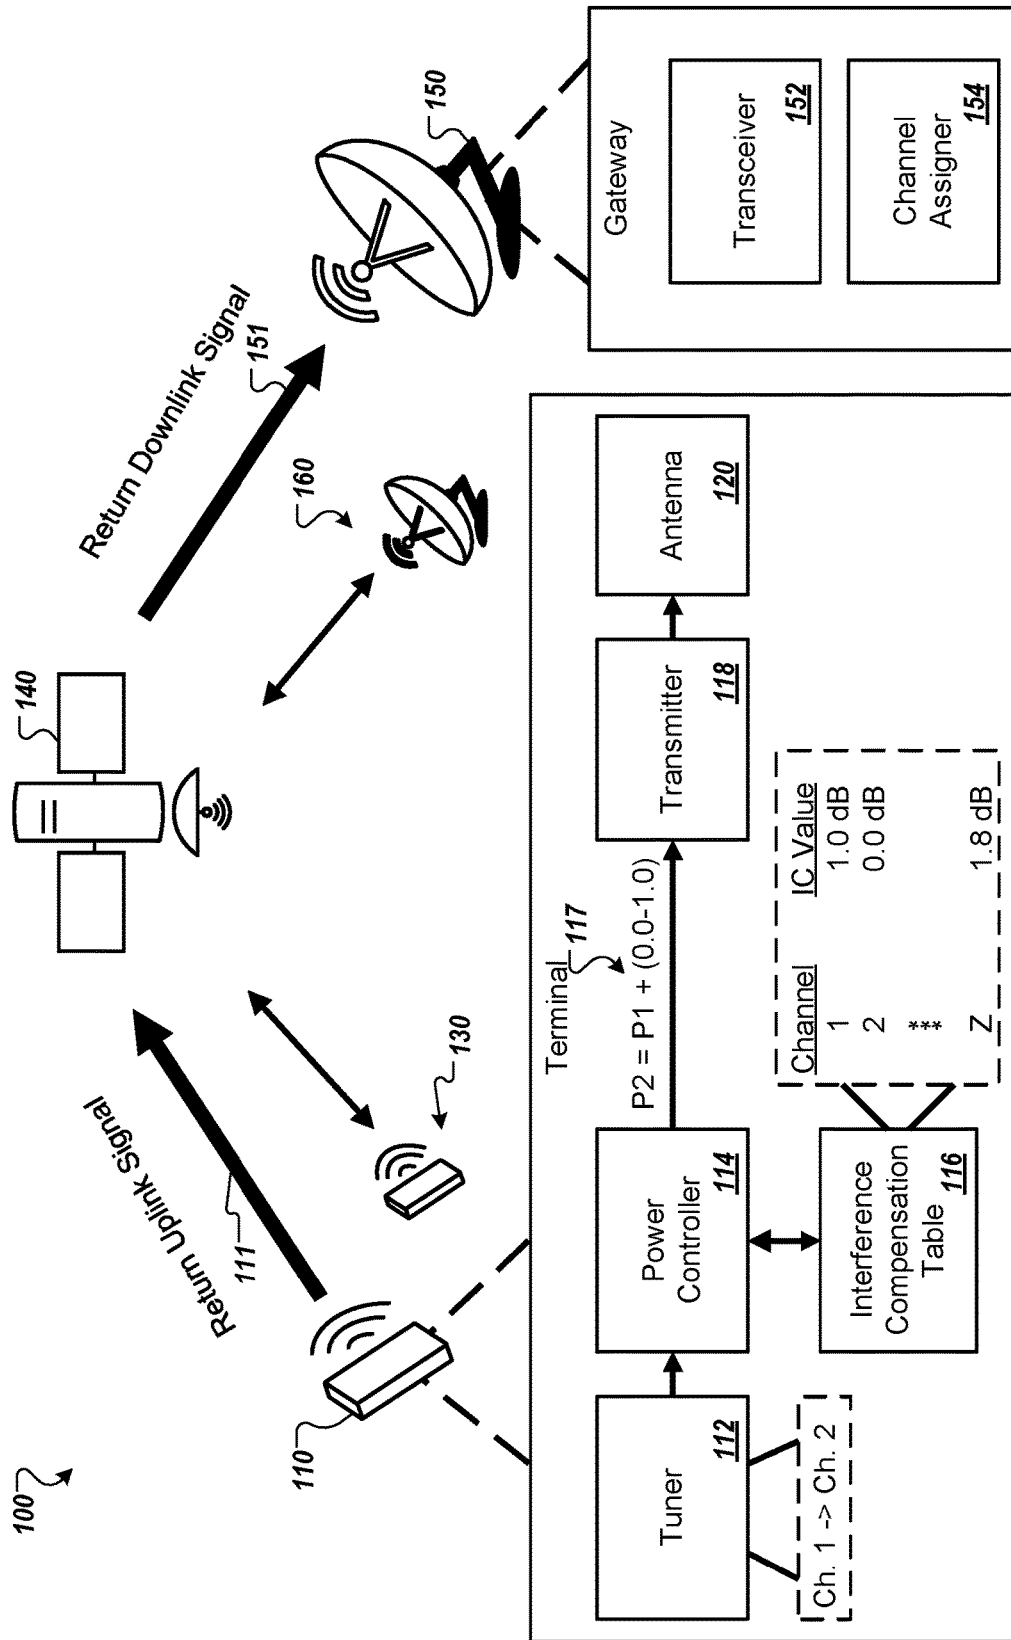 100
140
Return Uplink Signal
111
Return Downlink Signal
151
110
130
160
150
Terminal
117
P2 = P1 + (0.0-1.0)
Tuner
112
Power
Controller
114
Transmitter
118
Antenna
120
Ch. 1 -> Ch. 2
Interference
Compensation
Table
116
Channel IC Value
1 1.0 dB
2 0.0 dB
***
Z 1.8 dB
Gateway
Transceiver
152
Channel
Assigner
154